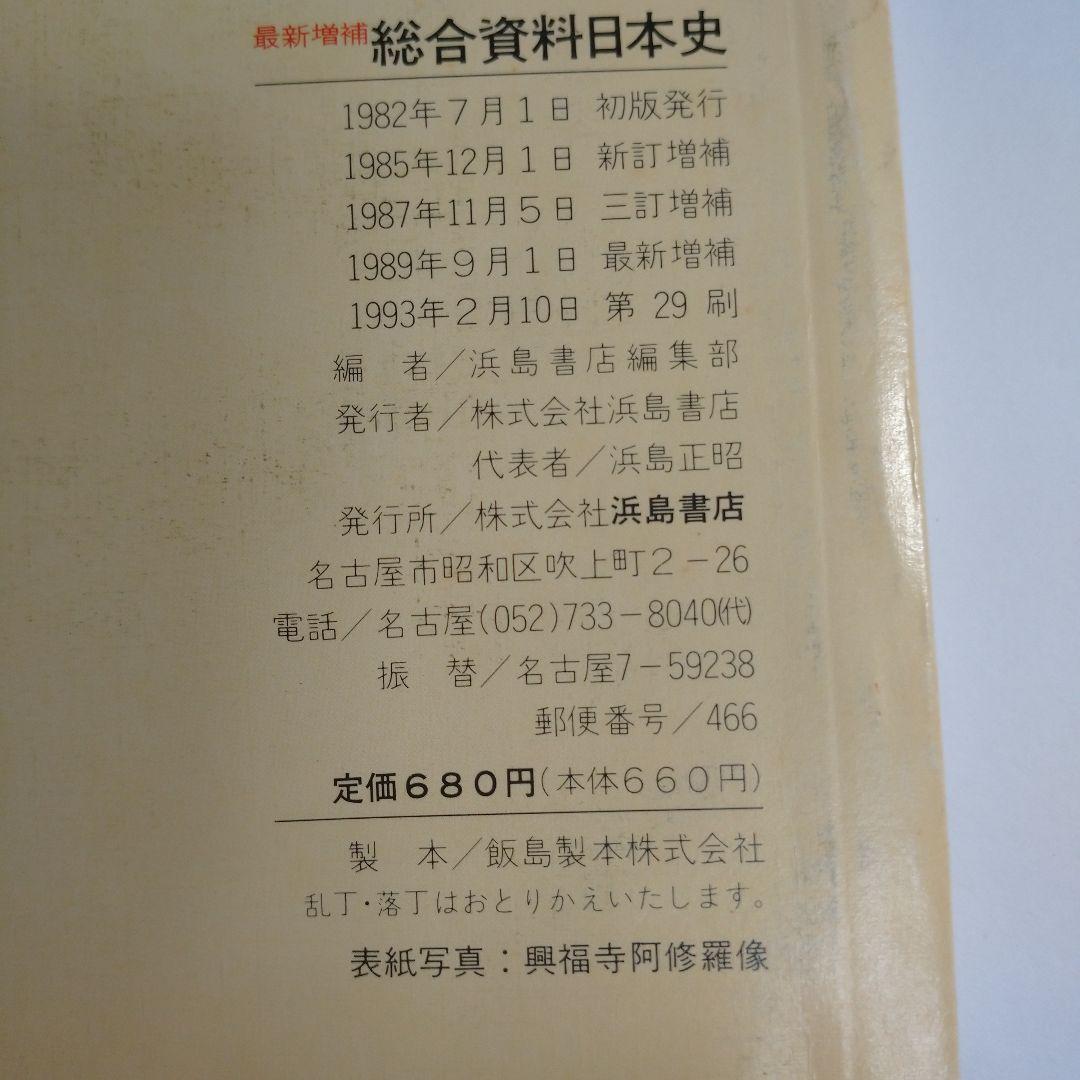 最新増補 総合資料日本史
1982年7月1日 初版発行
1985年12月1日 新訂増補
1987年11月5日 三訂増補
1989年9月1日 最新増補
1993年2月10日 第29刷
編 者／浜島書店編集部
発行者／株式会社浜島書店
代表者／浜島正昭
発行所／株式会社浜島書店
名古屋市昭和区吹上町2－26
電話／名古屋(052)733－8040㈹
振 替／名古屋7－59238
郵便番号／466
定価680円(本体660円)
製 本／飯島製本株式会社
乱丁・落丁はおとりかえいたします。
表紙写真：興福寺阿修羅像